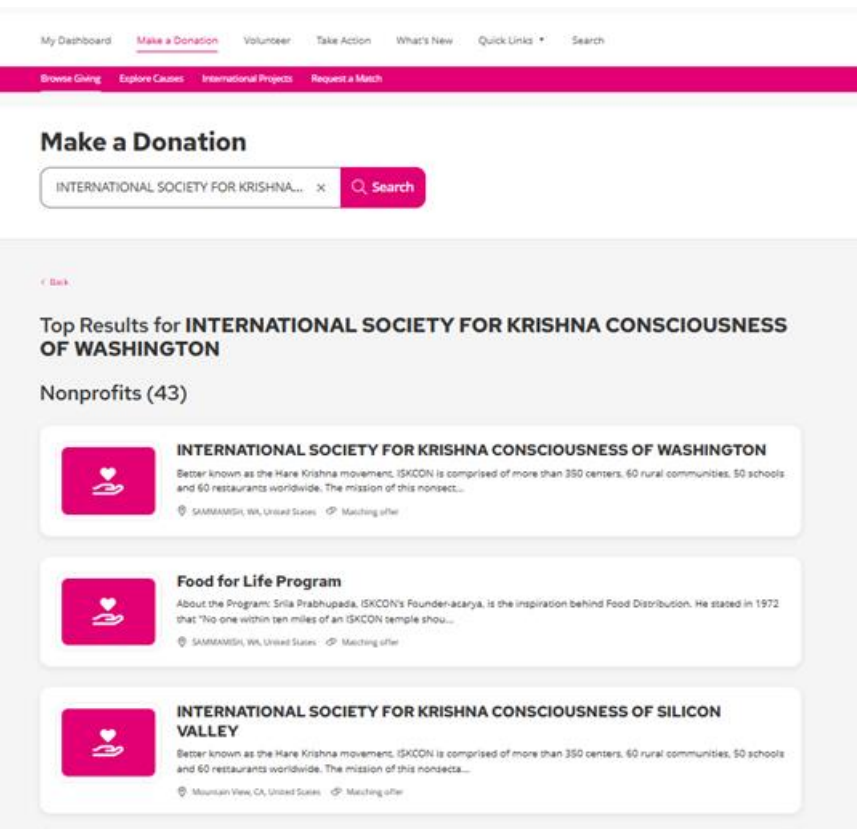 My Dashboard Make a Donation Volunteer Take Action What's New Quick Links Search
Browse Giving Explore Causes International Projects Request a Match
Make a Donation
INTERNATIONAL SOCIETY FOR KRISHNA... × Search
< Back
Top Results for INTERNATIONAL SOCIETY FOR KRISHNA CONSCIOUSNESS
OF WASHINGTON
Nonprofits (43)
INTERNATIONAL SOCIETY FOR KRISHNA CONSCIOUSNESS OF WASHINGTON
Better known as the Hare Krishna movement, ISKCON is comprised of more than 350 centers, 60 rural communities, 50 schools
and 60 restaurants worldwide. The mission of this nonsect...
SAMMAMISH, WA, United States Matching offer
Food for Life Program
About the Program: Srila Prabhupada, ISKCON's Founder-acarya, is the inspiration behind Food Distribution. He stated in 1972
that "No one within ten miles of an ISKCON temple shou...
SAMMAMISH, WA, United States Matching offer
INTERNATIONAL SOCIETY FOR KRISHNA CONSCIOUSNESS OF SILICON
VALLEY
Better known as the Hare Krishna movement, ISKCON is comprised of more than 350 centers, 60 rural communities, 50 schools
and 60 restaurants worldwide. The mission of this nonsecta...
Mountain View, CA, United States Matching offer